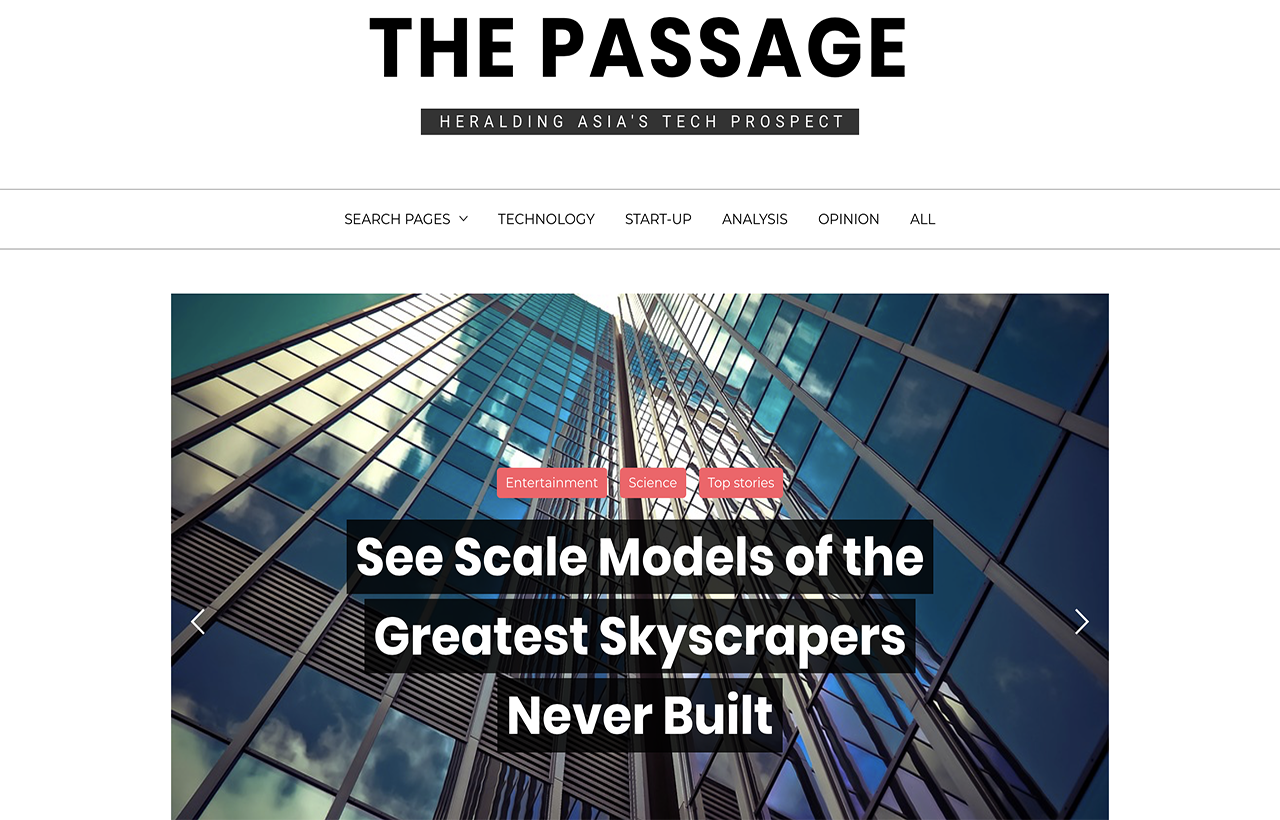 THE PASSAGE
HERALDING ASIA'S TECH PROSPECT
SEARCH PAGES TECHNOLOGY START-UP ANALYSIS OPINION ALL
Entertainment Science Top stories
See Scale Models of the
Greatest Skyscrapers
Never Built